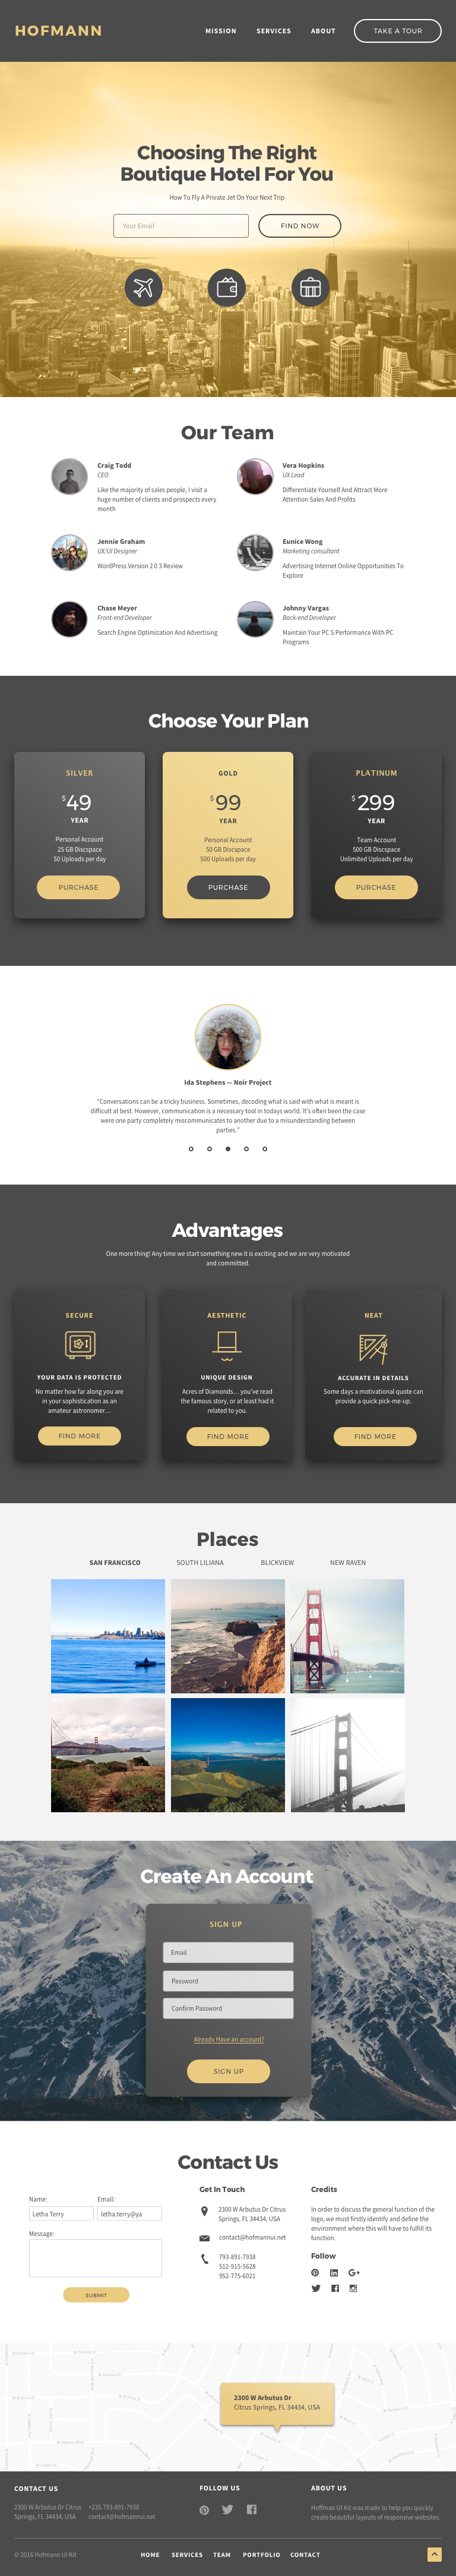 HOFMANN
MISSION SERVICES ABOUT TAKE A TOUR
Choosing The Right
Boutique Hotel For You
How To Fly A Private Jet On Your Next Trip
Your Email FIND NOW
Our Team
Craig Todd
CEO
Like the majority of sales people, I visit a
huge number of clients and prospects every
month
Vera Hopkins
UX Lead
Differentiate Yourself And Attract More
Attention Sales And Profits
Jennie Graham
UX/UI Designer
WordPress Version 2 0 3 Review
Eunice Wong
Marketing consultant
Advertising Internet Online Opportunities To
Explore
Chase Meyer
Front-end Developer
Search Engine Optimization And Advertising
Johnny Vargas
Back-end Developer
Maintain Your PC S Performance With PC
Programs
Choose Your Plan
SILVER
$49
YEAR
Personal Account
25 GB Discspace
50 Uploads per day
PURCHASE
GOLD
$99
YEAR
Personal Account
50 GB Discspace
500 Uploads per day
PURCHASE
PLATINUM
$299
YEAR
Team Account
500 GB Discspace
Unlimited Uploads per day
PURCHASE
Ida Stephens — Noir Project
"Conversations can be a tricky business. Sometimes, decoding what is said with what is meant is
difficult at best. However, communication is a necessary tool in todays world. It's often been the case
were one party completely miscommunicates to another due to a misunderstanding between
parties."
Advantages
One more thing! Any time we start something new it is exciting and we are very motivated
and committed.
SECURE
YOUR DATA IS PROTECTED
No matter how far along you are
in your sophistication as an
amateur astronomer…
FIND MORE
AESTHETIC
UNIQUE DESIGN
Acres of Diamonds… you've read
the famous story, or at least had it
related to you.
FIND MORE
NEAT
ACCURATE IN DETAILS
Some days a motivational quote can
provide a quick pick-me-up.
FIND MORE
Places
SAN FRANCISCO SOUTH LILIANA BLICKVIEW NEW RAVEN
Create An Account
SIGN UP
Email
Password
Confirm Password
Already Have an account?
SIGN UP
Contact Us
Name: Email:
Letha Terry letha.terry@ya
Message:
SUBMIT
Get In Touch
2300 W Arbutus Dr Citrus
Springs, FL 34434, USA
contact@hofmannui.net
793-891-7938
512-915-5628
952-775-6021
Credits
In order to discuss the general function of the
logo, we must firstly identify and define the
environment where this will have to fulfill its
function.
Follow
2300 W Arbutus Dr
Citrus Springs, FL 34434, USA
CONTACT US
2300 W Arbutus Dr Citrus
Springs, FL 34434, USA
+235 793-891-7938
contact@hofmannui.net
FOLLOW US
ABOUT US
Hoffman UI Kit was made to help you quickly
create beautiful layouts of responsive websites.
© 2016 Hofmann UI Kit
HOME SERVICES TEAM PORTFOLIO CONTACT